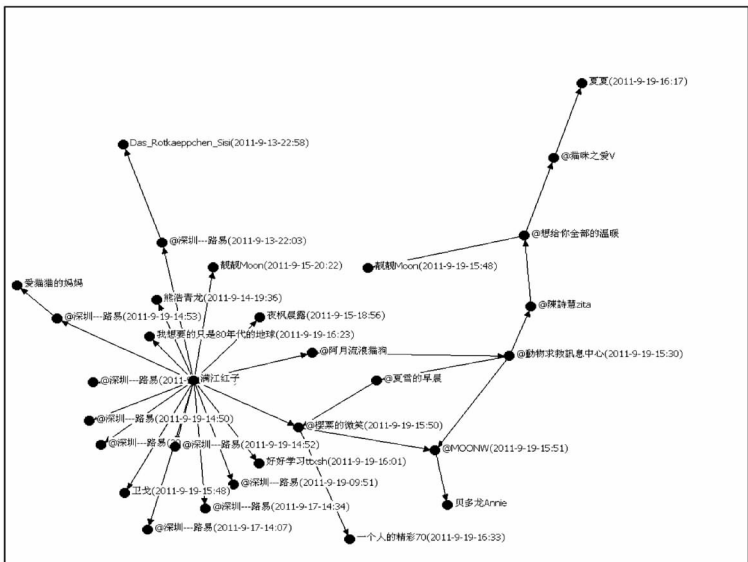 夏夏(2011-9-19-16:17)
Das_Rotkaeppchen_Sisi(2011-9-13-22:58)
@猫咪之爱V
@深圳---路易(2011-9-13-22:03)
@想给你全部的温暖
靓靓Moon(2011-9-15-20:22)
靓靓Moon(2011-9-19-15:48)
爱猫猫的妈妈
熊浩青龙(2011-9-14-19:36)
@陳詩慧zita
@深圳---路易(2011-9-19-14:53)
夜枫晨露(2011-9-15-18:56)
我想要的只是80年代的地球(2011-9-19-16:23)
@阿月流浪猫狗
@動物求救訊息中心(2011-9-19-15:30)
@深圳---路易(2011-9
满江红子
@夏雪的早晨
@深圳---路易(2011-9-19-14:50)
@樱票的微笑(2011-9-19-15:50)
@深圳---路易(20
@深圳---路易(2011-9-19-14:52)
@MOONW(2011-9-19-15:51)
好好学习ttxsh(2011-9-19-16:01)
@深圳---路易(2011-9-19-09:51)
卫戈(2011-9-19-15:48)
@深圳---路易(2011-9-17-14:34)
贝多龙Annie
@深圳---路易(2011-9-17-14:07)
一个人的精彩70(2011-9-19-16:33)